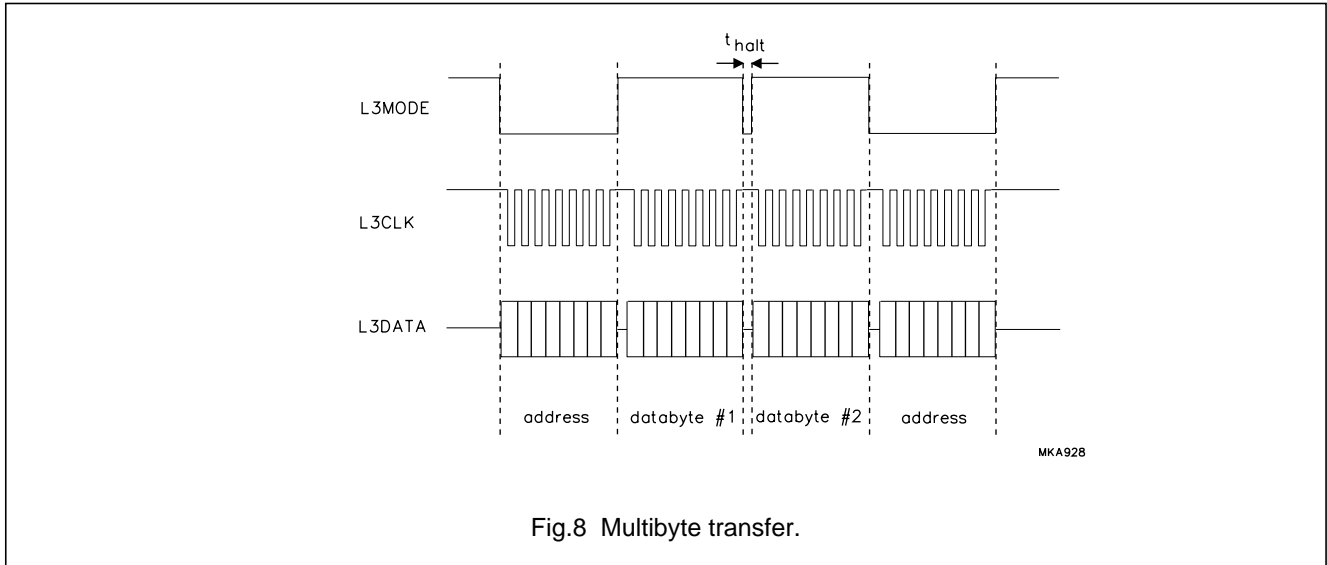 t halt
L3MODE
L3CLK
L3DATA
address databyte #1 databyte #2 address
MKA928
Fig.8 Multibyte transfer.